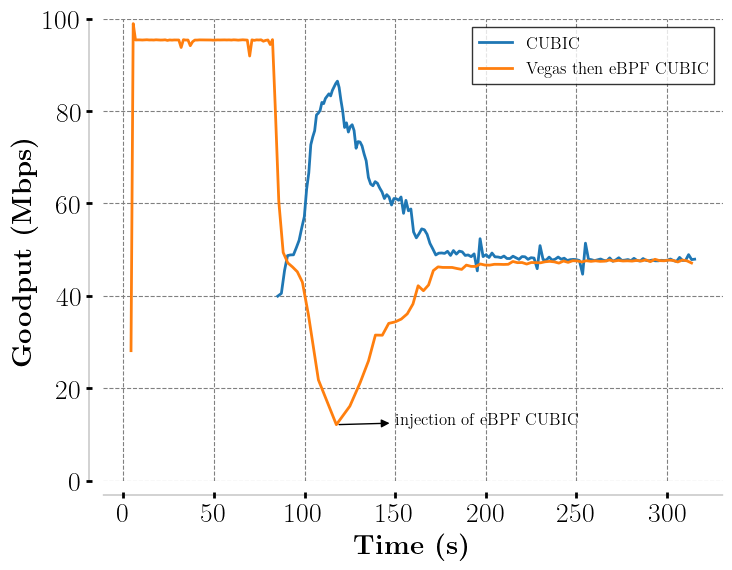 100
80
60
40
20
0
Goodput (Mbps)
CUBIC
Vegas then eBPF CUBIC
injection of eBPF CUBIC
0 50 100 150 200 250 300
Time (s)